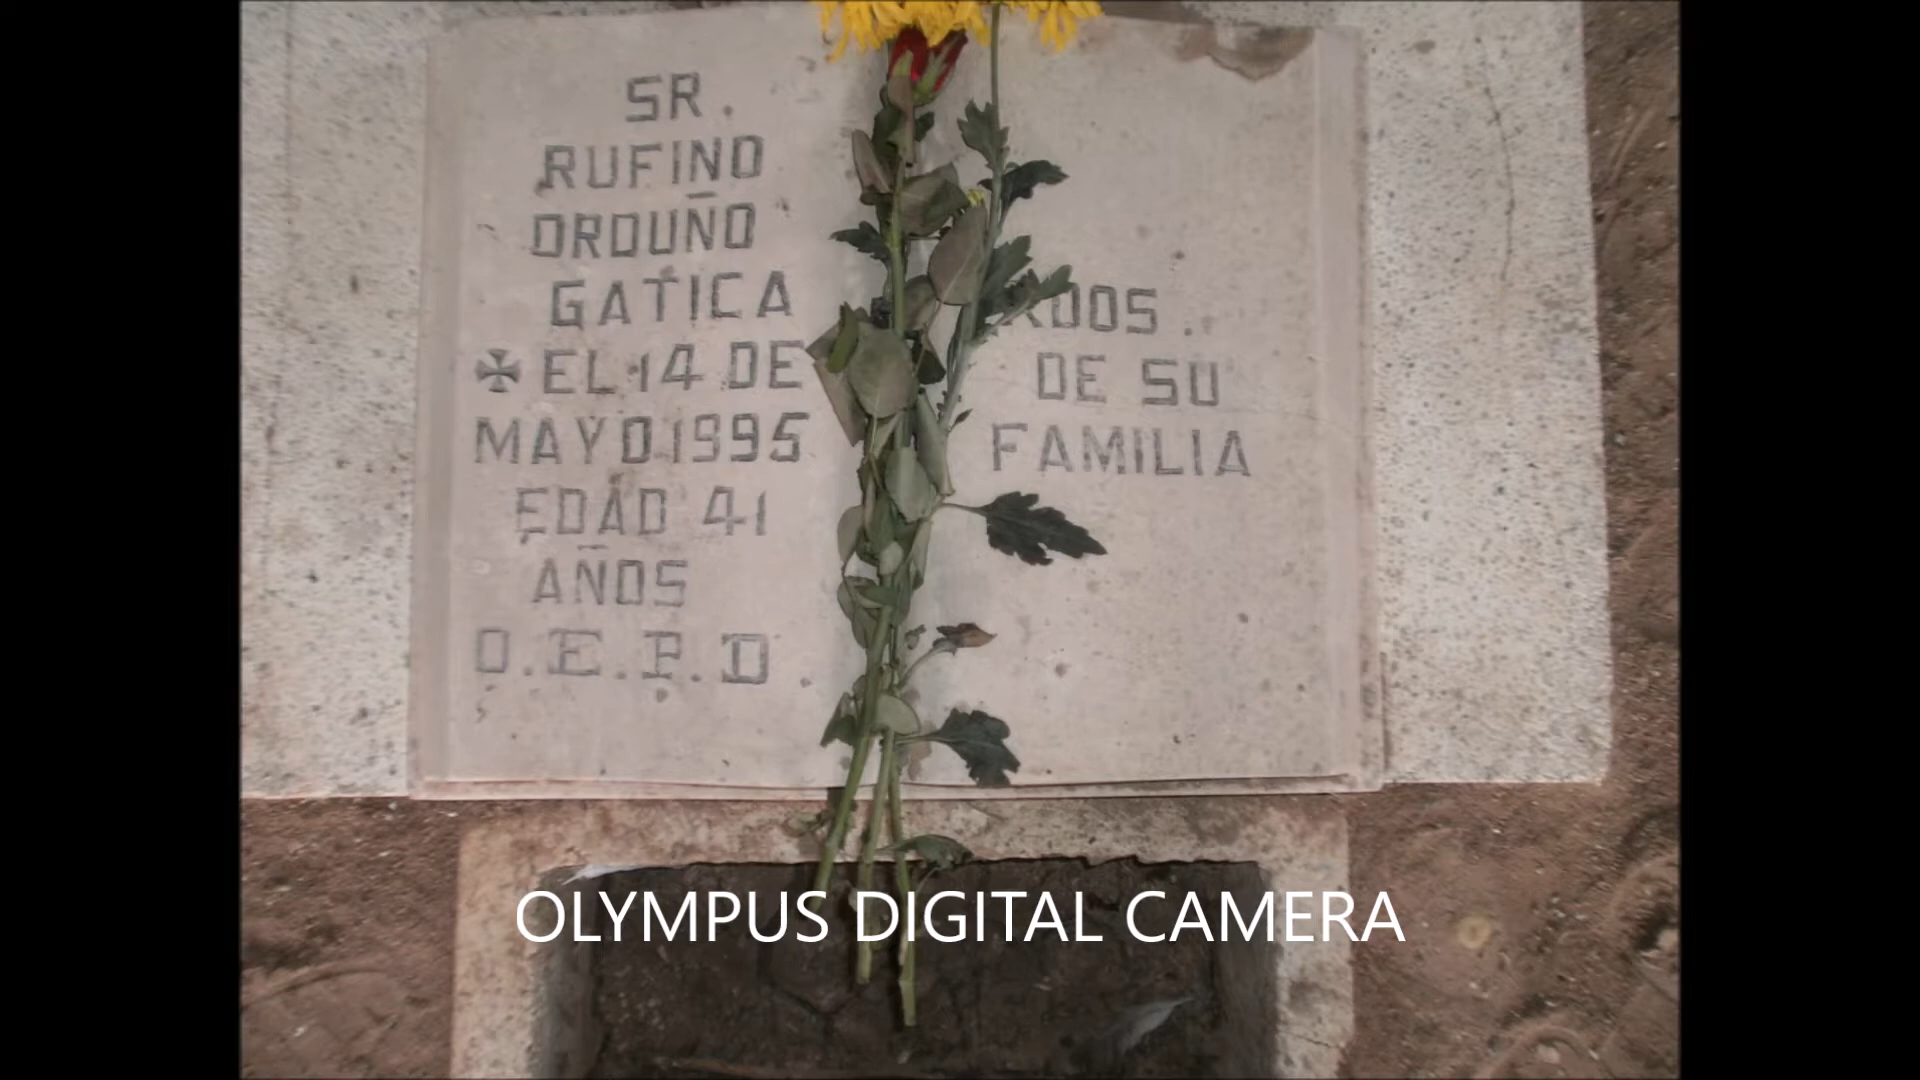 SR.
RUFINO
ORDUÑO
GATICA
✠ EL 14 DE
MAYO 1995
EDAD 41
AÑOS
D.E.P.D.
DE SU
FAMILIA
OLYMPUS DIGITAL CAMERA